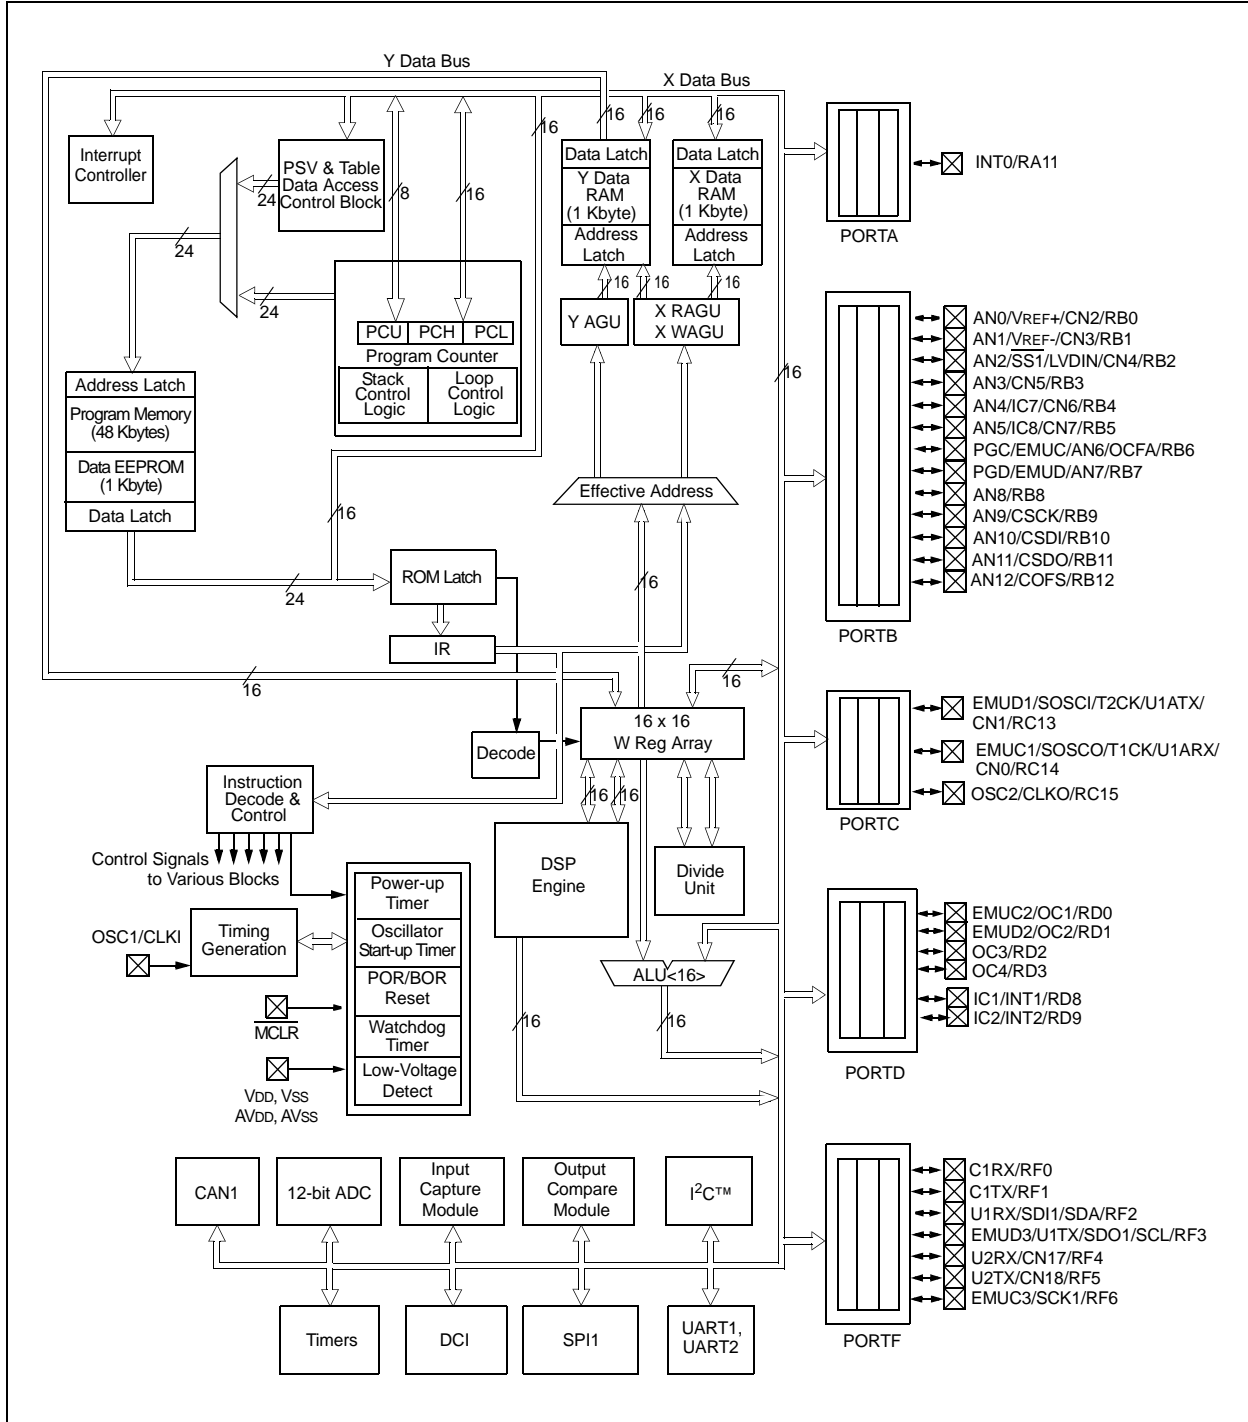 Y Data Bus
X Data Bus
16
16
16
16
Interrupt
Controller
PSV & Table
Data Access
Control Block
24
8
16
24
24
Data Latch
Y Data
RAM
(1 Kbyte)
Address
Latch
Data Latch
X Data
RAM
(1 Kbyte)
Address
Latch
16
16
16
Y AGU
X RAGU
X WAGU
PCU
PCH
PCL
Program Counter
Stack
Control
Logic
Loop
Control
Logic
16
Address Latch
Program Memory
(48 Kbytes)
Data EEPROM
(1 Kbyte)
Data Latch
Effective Address
16
24
ROM Latch
16
IR
16
16
16 x 16
W Reg Array
Decode
16
16
Instruction
Decode &
Control
Control Signals
to Various Blocks
DSP
Engine
Divide
Unit
Power-up
Timer
Oscillator
Start-up Timer
POR/BOR
Reset
Watchdog
Timer
Low-Voltage
Detect
OSC1/CLKI
Timing
Generation
MCLR
VDD, VSS
AVDD, AVSS
ALU<16>
16
16
CAN1
12-bit ADC
Input
Capture
Module
Output
Compare
Module
I²C™
Timers
DCI
SPI1
UART1,
UART2
INT0/RA11
PORTA
AN0/VREF+/CN2/RB0
AN1/VREF-/CN3/RB1
AN2/SS1/LVDIN/CN4/RB2
AN3/CN5/RB3
AN4/IC7/CN6/RB4
AN5/IC8/CN7/RB5
PGC/EMUC/AN6/OCFA/RB6
PGD/EMUD/AN7/RB7
AN8/RB8
AN9/CSCK/RB9
AN10/CSDI/RB10
AN11/CSDO/RB11
AN12/COFS/RB12
PORTB
EMUD1/SOSCI/T2CK/U1ATX/
CN1/RC13
EMUC1/SOSCO/T1CK/U1ARX/
CN0/RC14
OSC2/CLKO/RC15
PORTC
EMUC2/OC1/RD0
EMUD2/OC2/RD1
OC3/RD2
OC4/RD3
IC1/INT1/RD8
IC2/INT2/RD9
PORTD
C1RX/RF0
C1TX/RF1
U1RX/SDI1/SDA/RF2
EMUD3/U1TX/SDO1/SCL/RF3
U2RX/CN17/RF4
U2TX/CN18/RF5
EMUC3/SCK1/RF6
PORTF